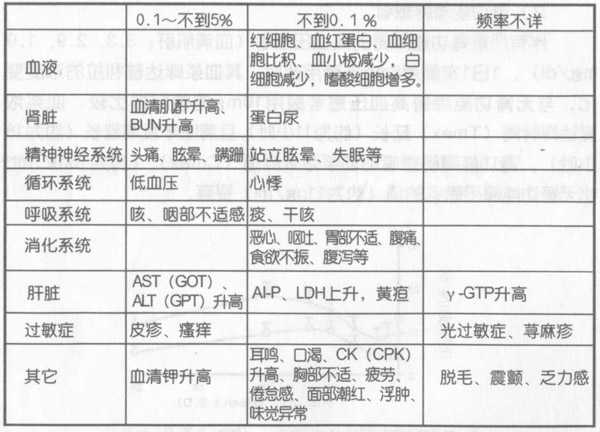 0.1~不到5% 不到0.1% 频率不详
血液 红细胞、血红蛋白、血细
胞比积、血小板减少，白
细胞减少，嗜酸细胞增多。
肾脏 血清肌酐升高、 蛋白尿
BUN升高
精神神经系统 头痛、眩晕、蹒跚 站立眩晕、失眠等
循环系统 低血压 心悸
呼吸系统 咳、咽部不适感 痰、干咳
消化系统 恶心、呕吐、胃部不适、腹痛、
食欲不振、腹泻等
肝脏 AST（GOT）、 Al-P、LDH上升，黄疸 γ-GTP升高
ALT（GPT）升高
过敏症 皮疹、瘙痒 光过敏症、荨麻疹
其它 血清钾升高 耳鸣、口渴、CK（CPK）
升高、胸部不适、疲劳、 脱毛、震颤、乏力感
倦怠感、面部潮红、浮肿、
味觉异常